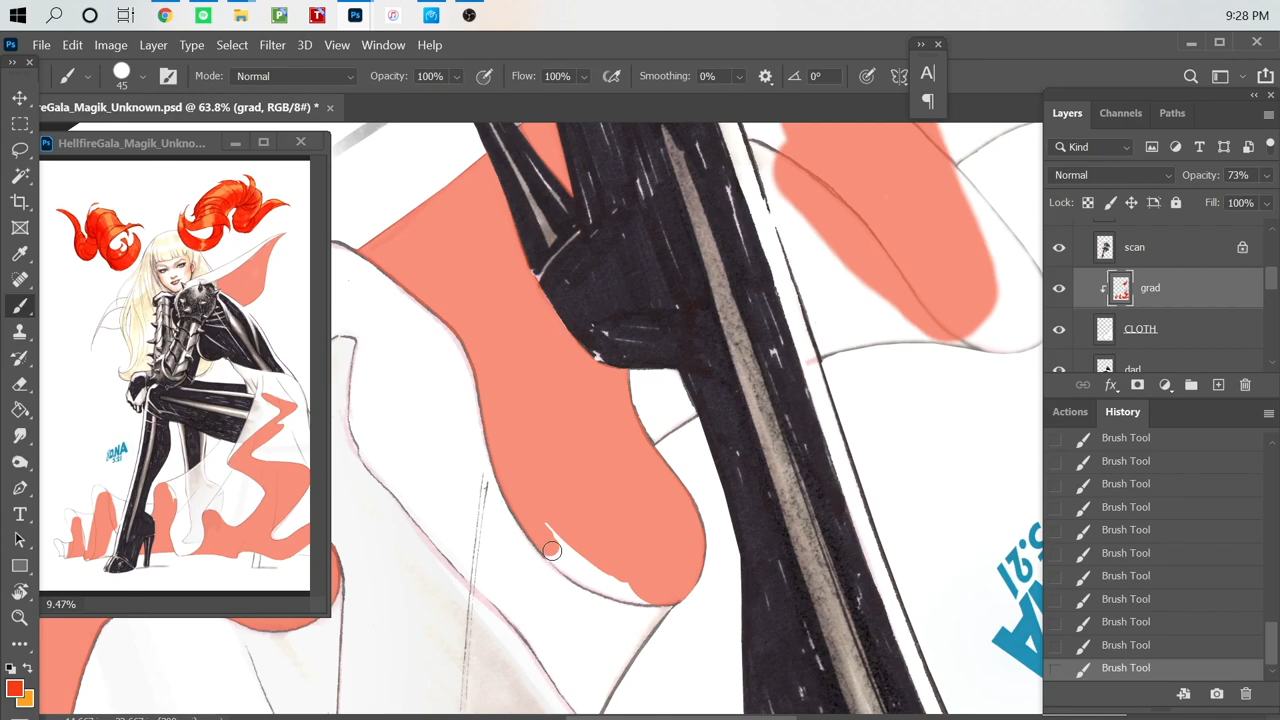 9:28 PM
File Edit Image Layer Type Select Filter 3D View Window Help
45 Mode: Normal Opacity: 100% Flow: 100% Smoothing: 0% 0°
ireGala_Magik_Unknown.psd @ 63.8% (grad, RGB/8#) *
HellfireGala_Magik_Unkno...
9.47%
Layers Channels Paths
Kind
Normal Opacity: 73%
Lock: Fill: 100%
scan
grad
CLOTH
Actions History
Brush Tool
Brush Tool
Brush Tool
Brush Tool
Brush Tool
Brush Tool
Brush Tool
Brush Tool
Brush Tool
Brush Tool
Brush Tool